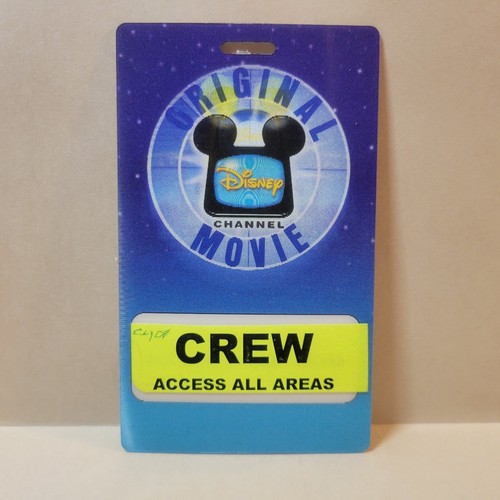 ORIGINAL
Disney
CHANNEL
MOVIE
CREW
ACCESS ALL AREAS